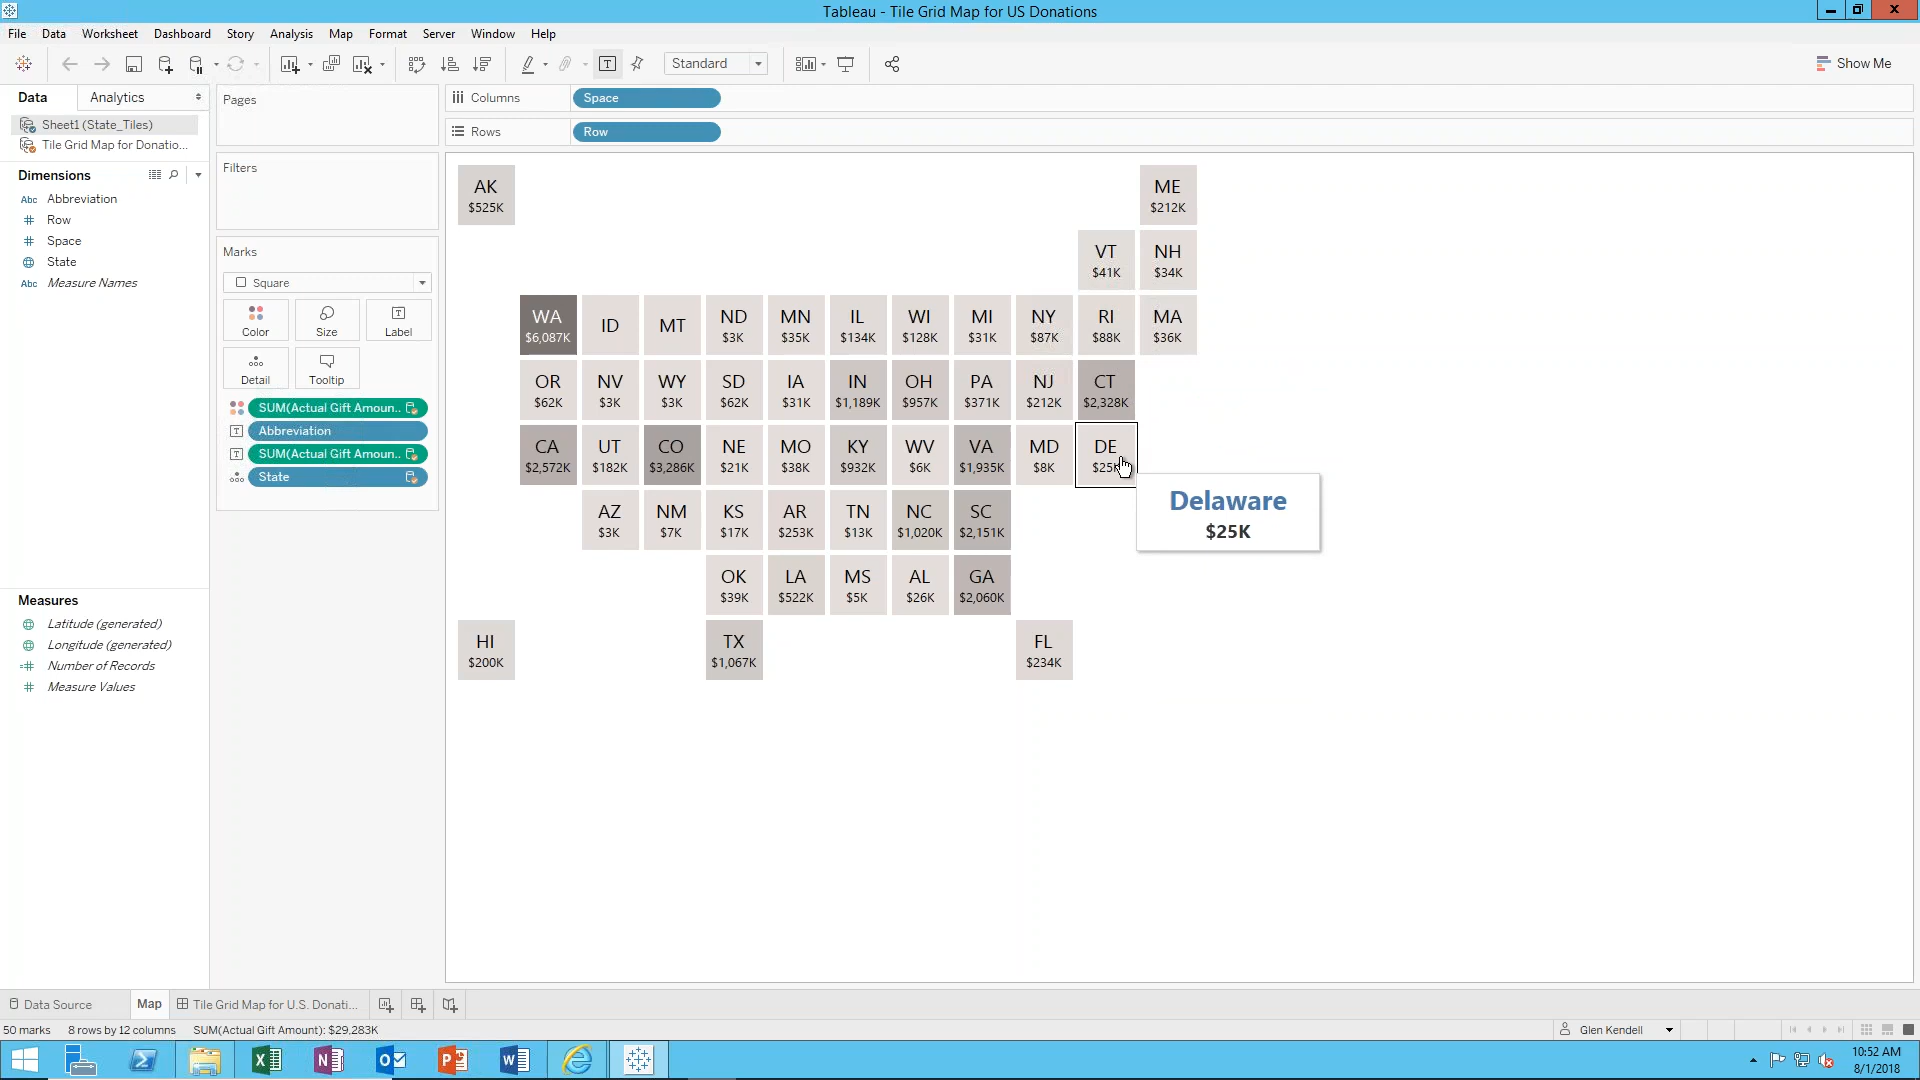 Tableau - Tile Grid Map for US Donations
File Data Worksheet Dashboard Story Analysis Map Format Server Window Help
Standard
Show Me
Data Analytics
Sheet1 (State_Tiles)
Tile Grid Map for Donatio...
Dimensions
Abc Abbreviation
Row
Space
State
Abc Measure Names
Measures
Latitude (generated)
Longitude (generated)
Number of Records
Measure Values
Pages
Filters
Marks
Square
Color Size Label
Detail Tooltip
SUM(Actual Gift Amoun..
Abbreviation
SUM(Actual Gift Amoun..
State
Columns Space
Rows Row
AK ME
$525K $212K
VT NH
$41K $34K
WA ID MT ND MN IL WI MI NY RI MA
$6,087K $3K $35K $134K $128K $31K $87K $88K $36K
OR NV WY SD IA IN OH PA NJ CT
$62K $3K $3K $62K $31K $1,189K $957K $371K $212K $2,328K
CA UT CO NE MO KY WV VA MD DE
$2,572K $182K $3,286K $21K $38K $932K $6K $1,935K $8K $25K
Delaware
$25K
AZ NM KS AR TN NC SC
$3K $7K $17K $253K $13K $1,020K $2,151K
OK LA MS AL GA
$39K $522K $5K $26K $2,060K
HI TX FL
$200K $1,067K $234K
Data Source Map Tile Grid Map for U.S. Donati...
50 marks 8 rows by 12 columns SUM(Actual Gift Amount): $29,283K
Glen Kendell
10:52 AM
8/1/2018